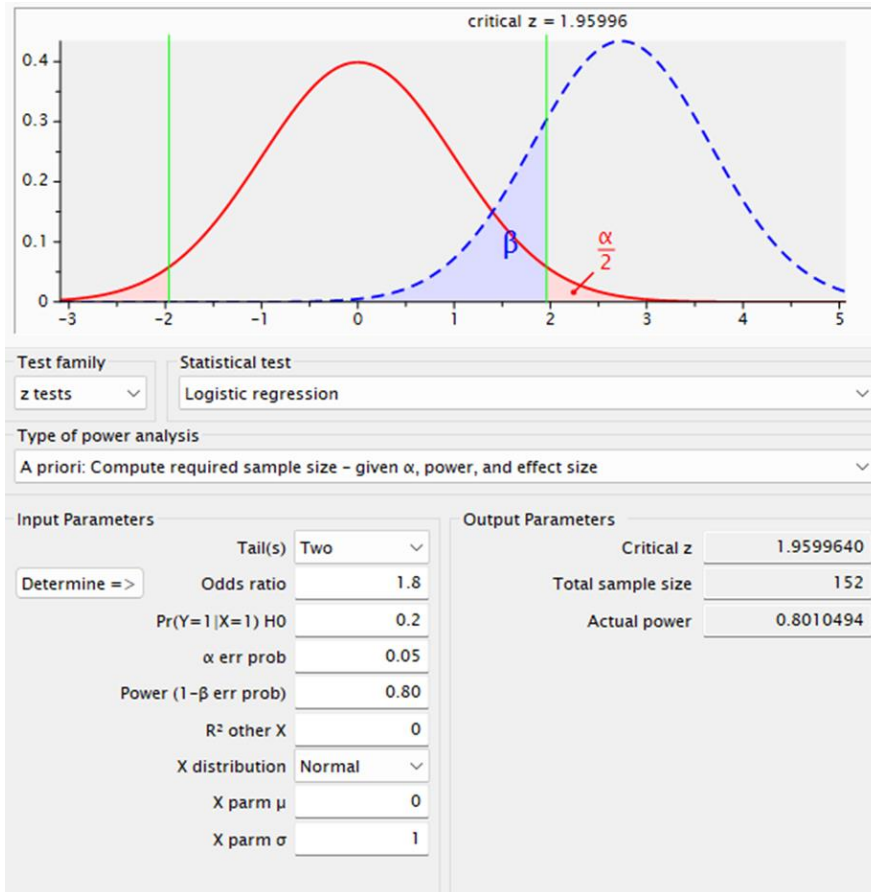 critical z = 1.95996
0.4
0.3
0.2
0.1
0
β
α
2
-3 -2 -1 0 1 2 3 4 5
Test family Statistical test
z tests Logistic regression
Type of power analysis
A priori: Compute required sample size – given α, power, and effect size
Input Parameters Output Parameters
Tail(s) Two Critical z 1.9599640
Determine => Odds ratio 1.8 Total sample size 152
Pr(Y=1|X=1) H0 0.2 Actual power 0.8010494
α err prob 0.05
Power (1-β err prob) 0.80
R² other X 0
X distribution Normal
X parm μ 0
X parm σ 1